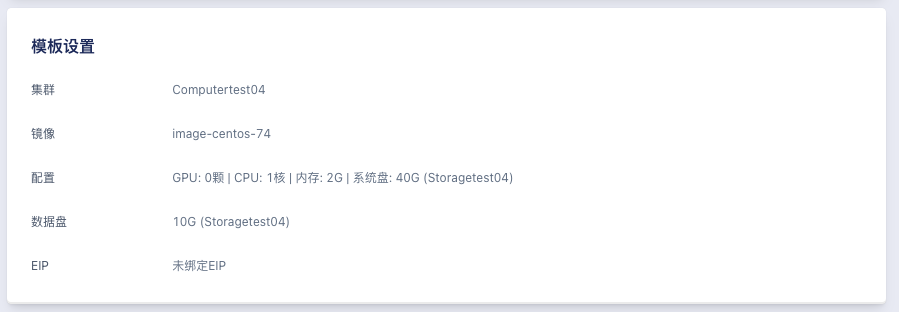 模板设置
集群 Computertest04
镜像 image-centos-74
配置 GPU: 0颗 | CPU: 1核 | 内存: 2G | 系统盘: 40G (Storagetest04)
数据盘 10G (Storagetest04)
EIP 未绑定EIP